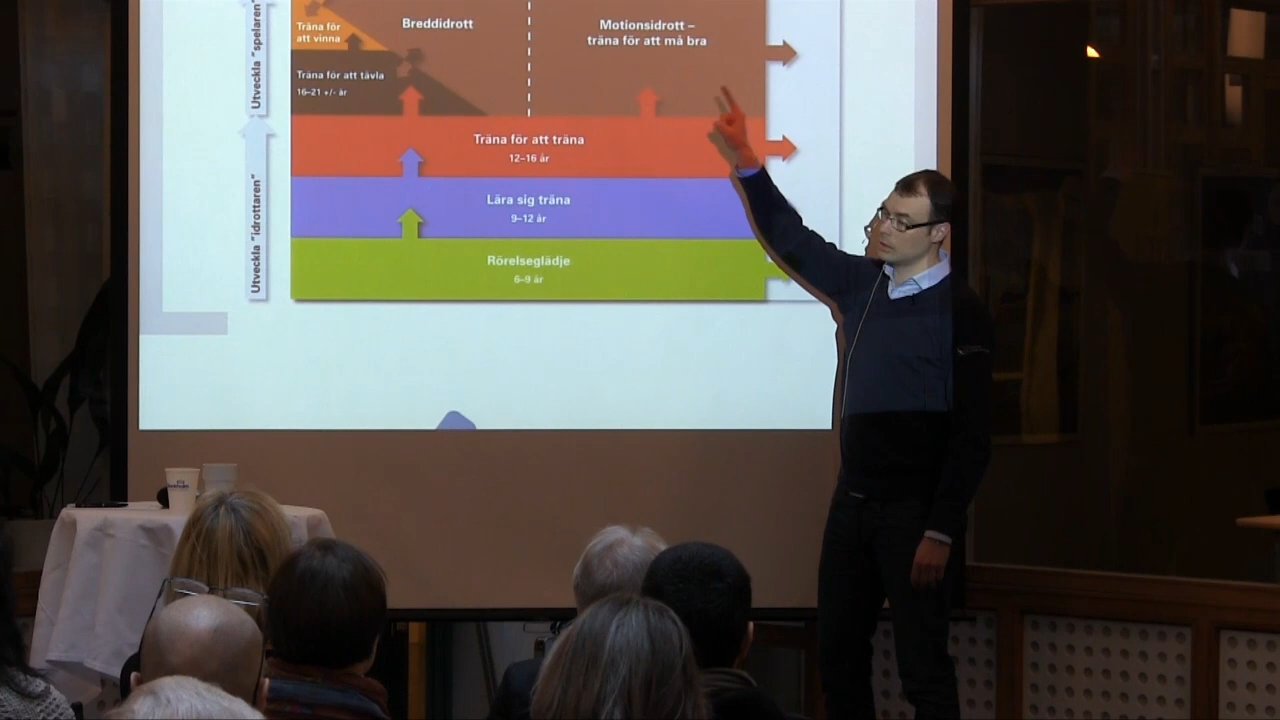 Utveckla "spelaren"
Träna för
att vinna
Breddidrott
Motionsidrott –
träna för att må bra
Träna för att tävla
16–21 +/- år
Träna för att träna
12–16 år
Utveckla "idrottaren"
Lära sig träna
9–12 år
Rörelseglädje
6–9 år